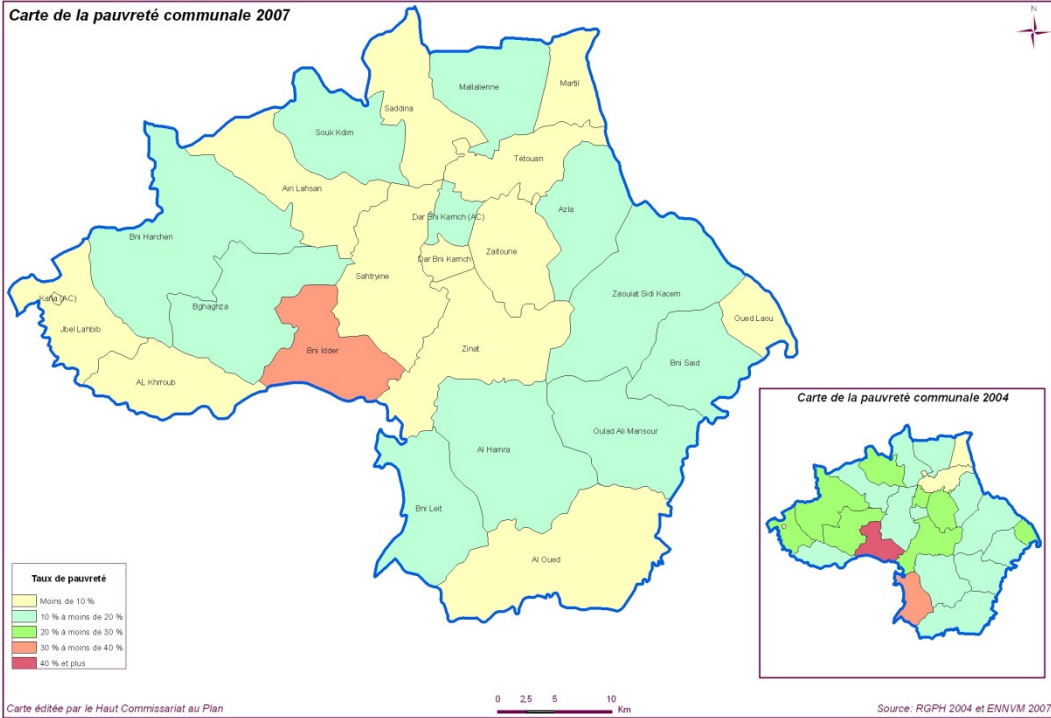 Carte de la pauvreté communale 2007
N
Mallalienne
Martil
Saddina
Souk Kdim
Tétouan
Ain Lahsan
Azla
Dar Bni Karrich (AC)
Bni Harchen
Zaitoune
Dar Bni Karrich
Sahtryine
Zaouiat Sidi Kacem
Karia (AC)
Bghaghza
Oued Laou
Jbel Lahbib
Bni Idder
Zinat
Bni Said
AL Khrroub
Carte de la pauvreté communale 2004
Oulad Ali Mansour
Al Hamra
Bni Leit
Al Oued
Taux de pauvreté
Moins de 10 %
10 % à moins de 20 %
20 % à moins de 30 %
30 % à moins de 40 %
40 % et plus
0 2,5 5 10
Km
Carte éditée par le Haut Commissariat au Plan
Source: RGPH 2004 et ENNVM 2007